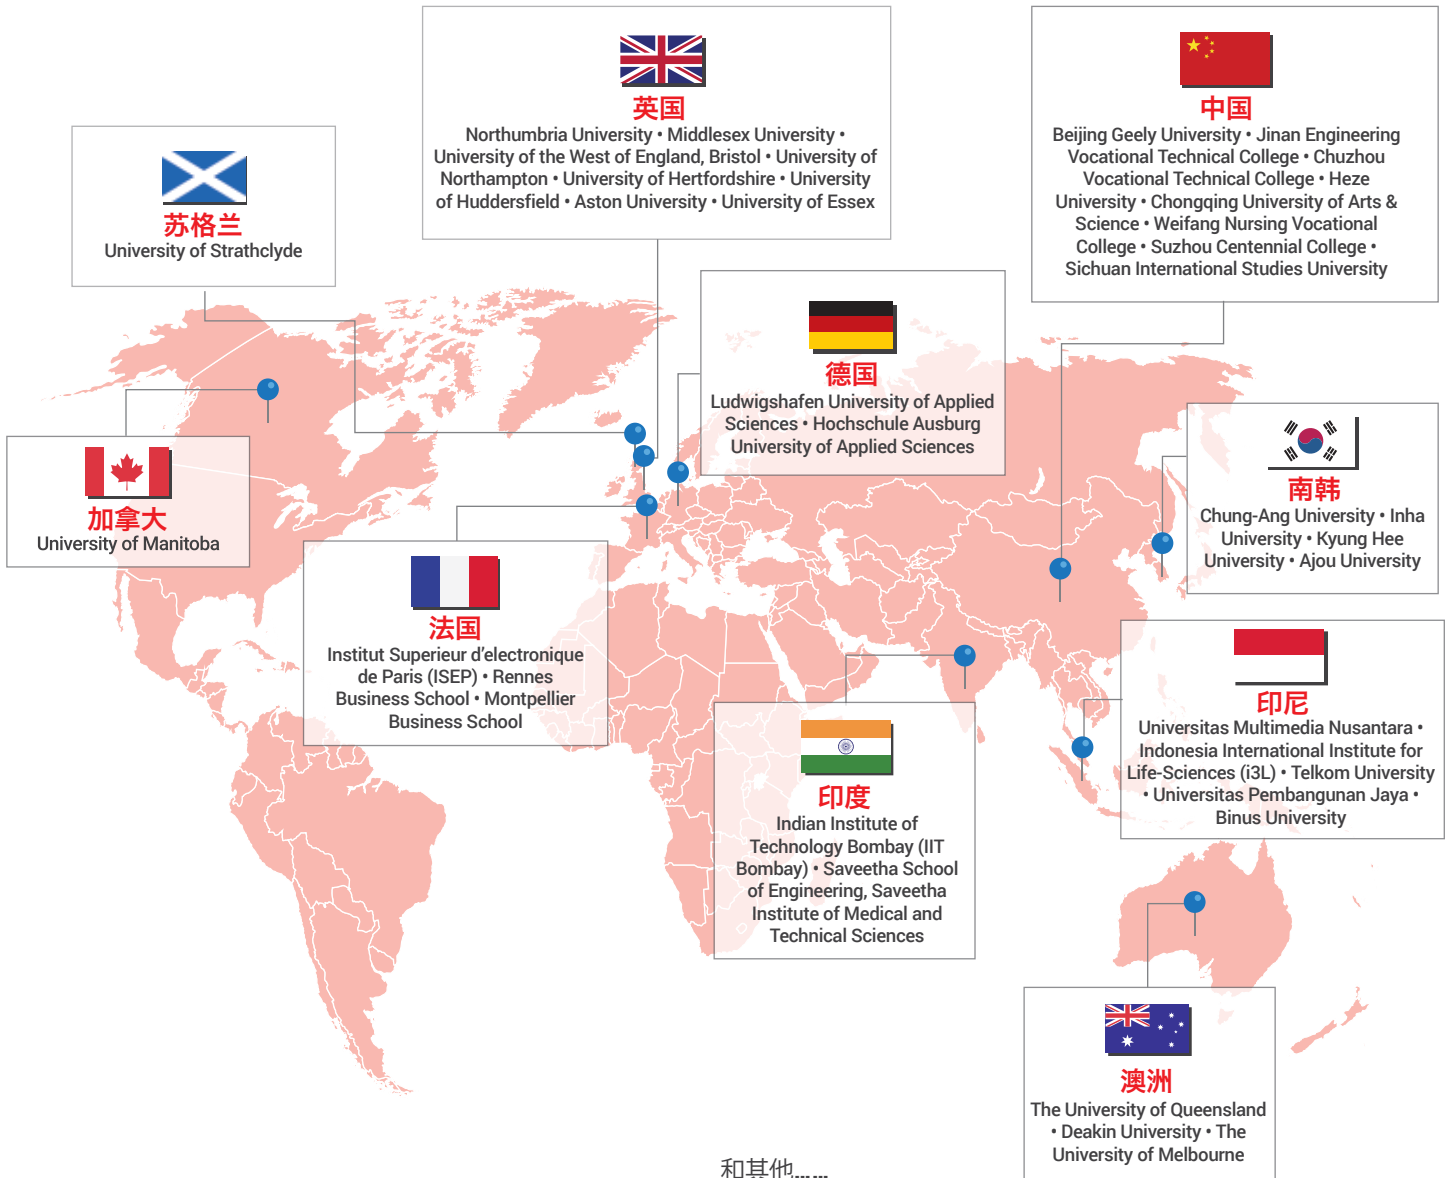 英国
Northumbria University • Middlesex University •
University of the West of England, Bristol • University of
Northampton • University of Hertfordshire • University
of Huddersfield • Aston University • University of Essex
中国
Beijing Geely University • Jinan Engineering
Vocational Technical College • Chuzhou
Vocational Technical College • Heze
University • Chongqing University of Arts &
Science • Weifang Nursing Vocational
College • Suzhou Centennial College •
Sichuan International Studies University
苏格兰
University of Strathclyde
德国
Ludwigshafen University of Applied
Sciences • Hochschule Ausburg
University of Applied Sciences
加拿大
University of Manitoba
南韩
Chung-Ang University • Inha
University • Kyung Hee
University • Ajou University
法国
Institut Superieur d’electronique
de Paris (ISEP) • Rennes
Business School • Montpellier
Business School
印尼
Universitas Multimedia Nusantara •
Indonesia International Institute for
Life-Sciences (i3L) • Telkom University
• Universitas Pembangunan Jaya •
Binus University
印度
Indian Institute of
Technology Bombay (IIT
Bombay) • Saveetha School
of Engineering, Saveetha
Institute of Medical and
Technical Sciences
澳洲
The University of Queensland
• Deakin University • The
University of Melbourne
和其他......